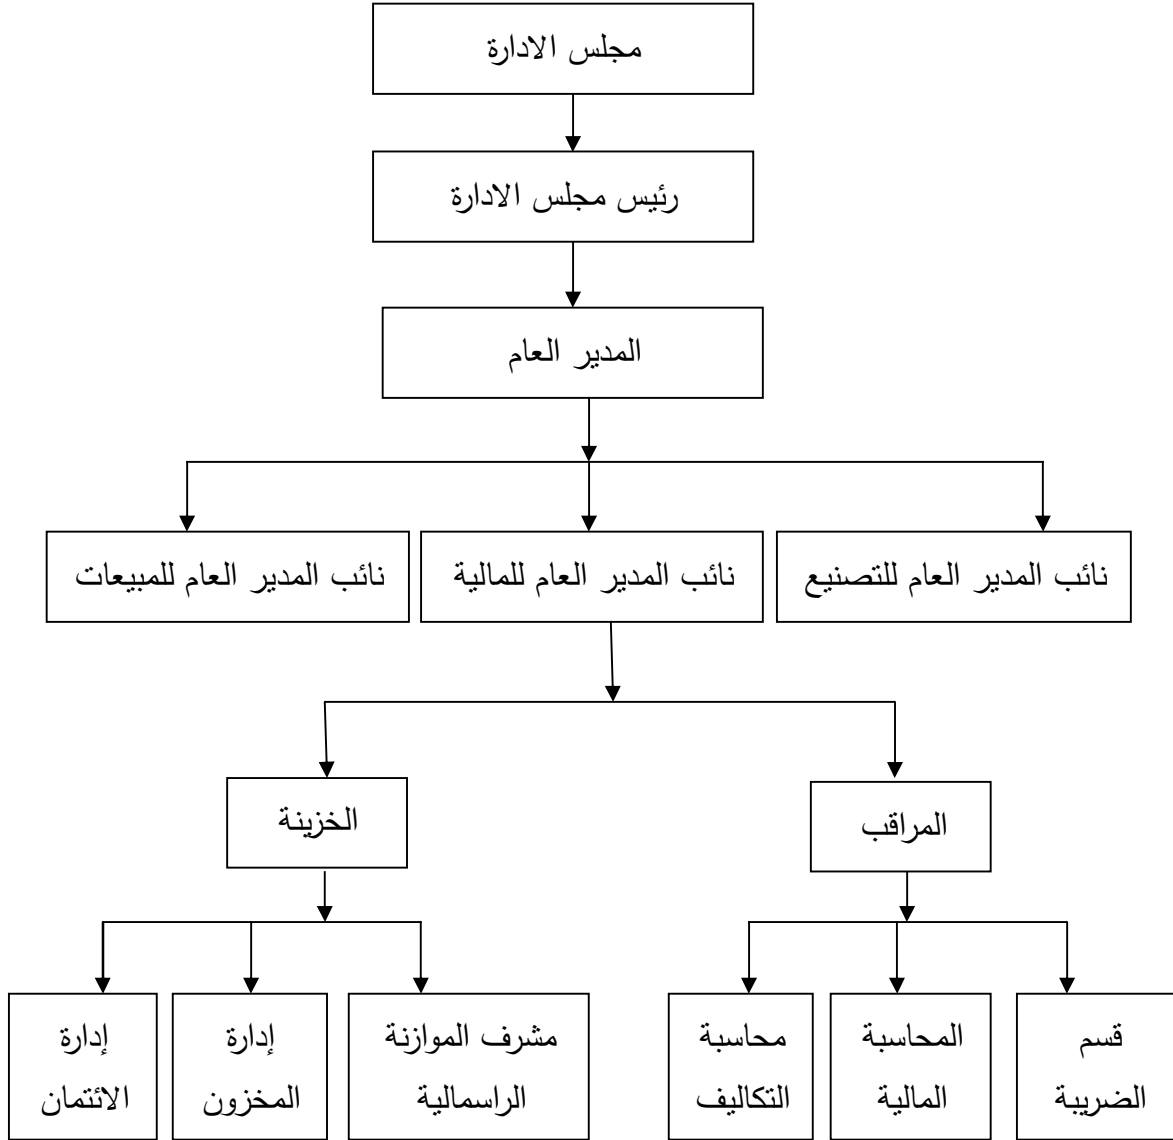 مجلس الادارة
رئيس مجلس الادارة
المدير العام
نائب المدير العام للتصنيع
نائب المدير العام للمالية
نائب المدير العام للمبيعات
المراقب
الخزينة
قسم
الضريبة
المحاسبة
المالية
محاسبة
التكاليف
مشرف الموازنة
الراسمالية
إدارة
المخزون
إدارة
الائتمان